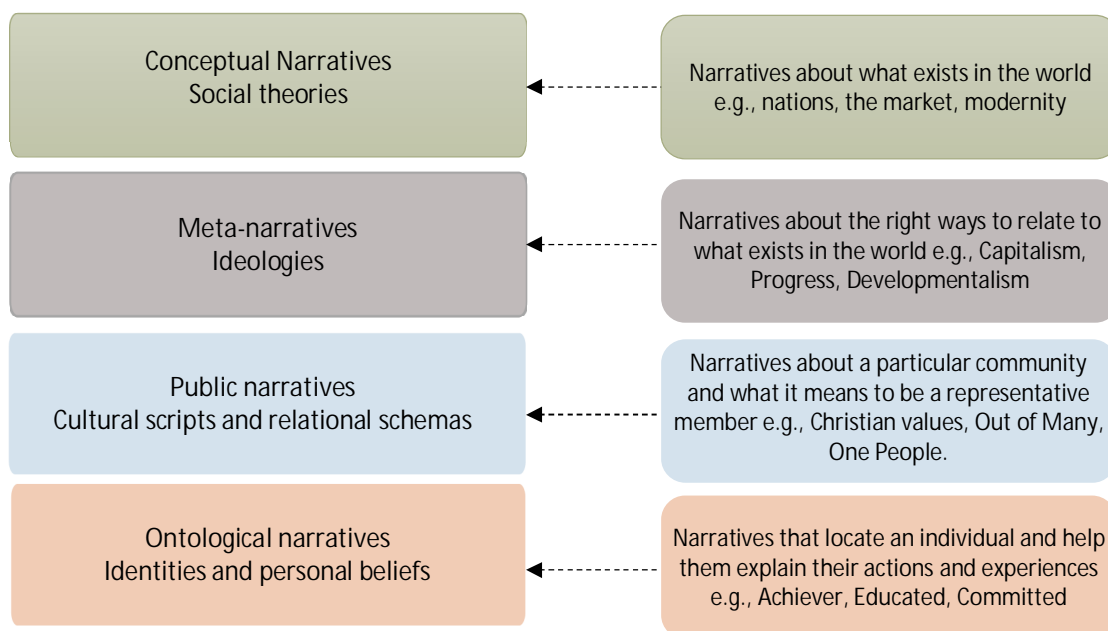 Conceptual Narratives
Social theories
Narratives about what exists in the world
e.g., nations, the market, modernity
Meta-narratives
Ideologies
Narratives about the right ways to relate to
what exists in the world e.g., Capitalism,
Progress, Developmentalism
Public narratives
Cultural scripts and relational schemas
Narratives about a particular community
and what it means to be a representative
member e.g., Christian values, Out of Many,
One People.
Ontological narratives
Identities and personal beliefs
Narratives that locate an individual and help
them explain their actions and experiences
e.g., Achiever, Educated, Committed